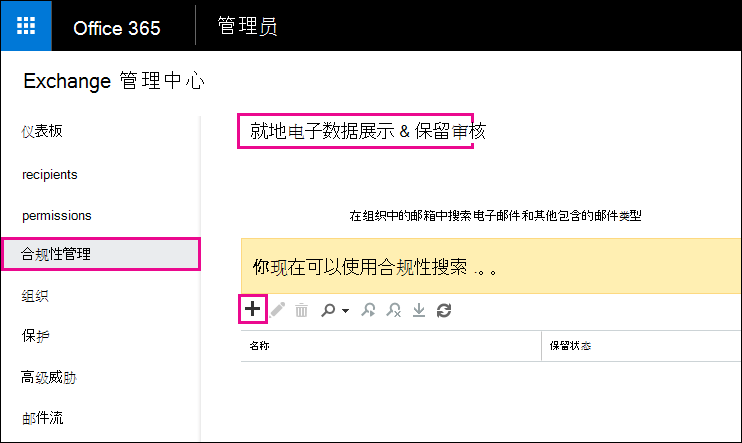 Office 365
管理员
Exchange 管理中心
仪表板
recipients
permissions
合规性管理
组织
保护
高级威胁
邮件流
就地电子数据展示 & 保留审核
在组织中的邮箱中搜索电子邮件和其他包含的邮件类型
你现在可以使用合规性搜索 .。。
名称
保留状态